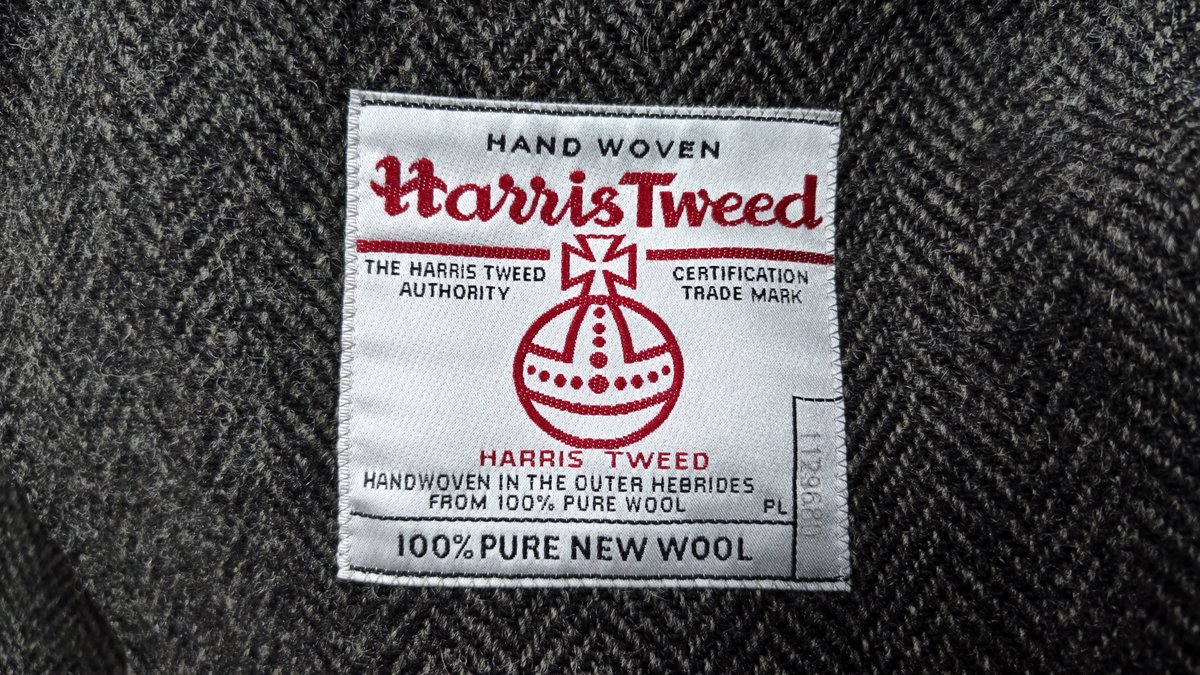 HAND WOVEN
Harris Tweed
THE HARRIS TWEED
AUTHORITY
CERTIFICATION
TRADE MARK
HARRIS TWEED
HANDWOVEN IN THE OUTER HEBRIDES
FROM 100% PURE WOOL
PL
100% PURE NEW WOOL